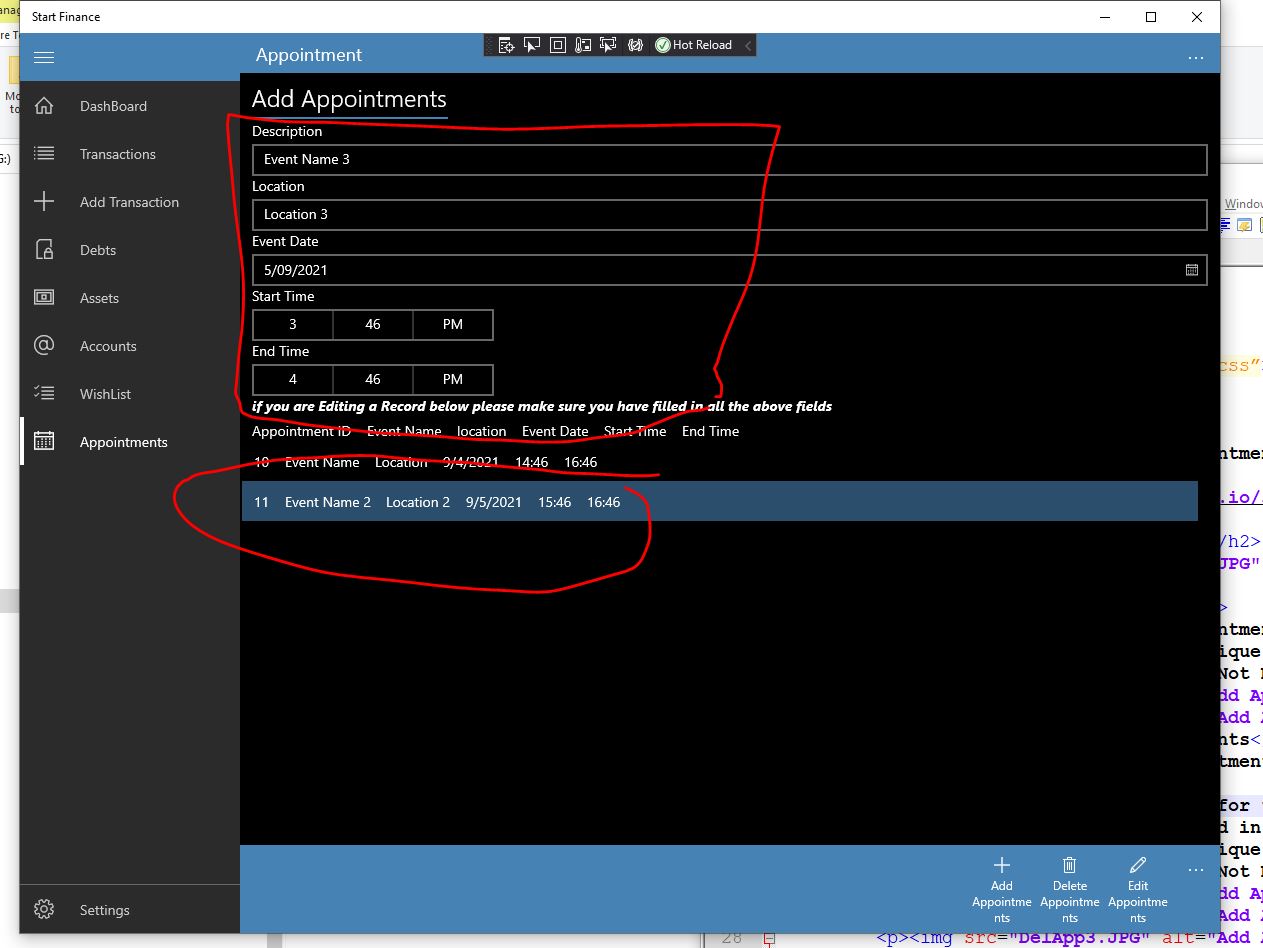 anag
Start Finance
re To
Appointment
Hot Reload
...
Mo
to
DashBoard
Add Appointments
Description
Transactions
Event Name 3
G:)
Location
Add Transaction
Location 3
Window
Event Date
Debts
5/09/2021
Assets
Start Time
3 46 PM
Accounts
End Time
4 46 PM
css"
WishList
if you are Editing a Record below please make sure you have filled in all the above fields
Appointments
Appointment ID Event Name location Event Date Start Time End Time
ntmen
10 Event Name Location 9/4/2021 14:46 16:46
11 Event Name 2 Location 2 9/5/2021 15:46 16:46
.io/
/h2>
JPG"
>
ntmen
ique
Not
dd Ap
Add
nts<
tment
for
d in
ique
Not
dd Ap
Add
...
Add Appointments
Delete Appointments
Edit Appointments
Settings
28 <p><img src="DelApp3.JPG" alt="Add